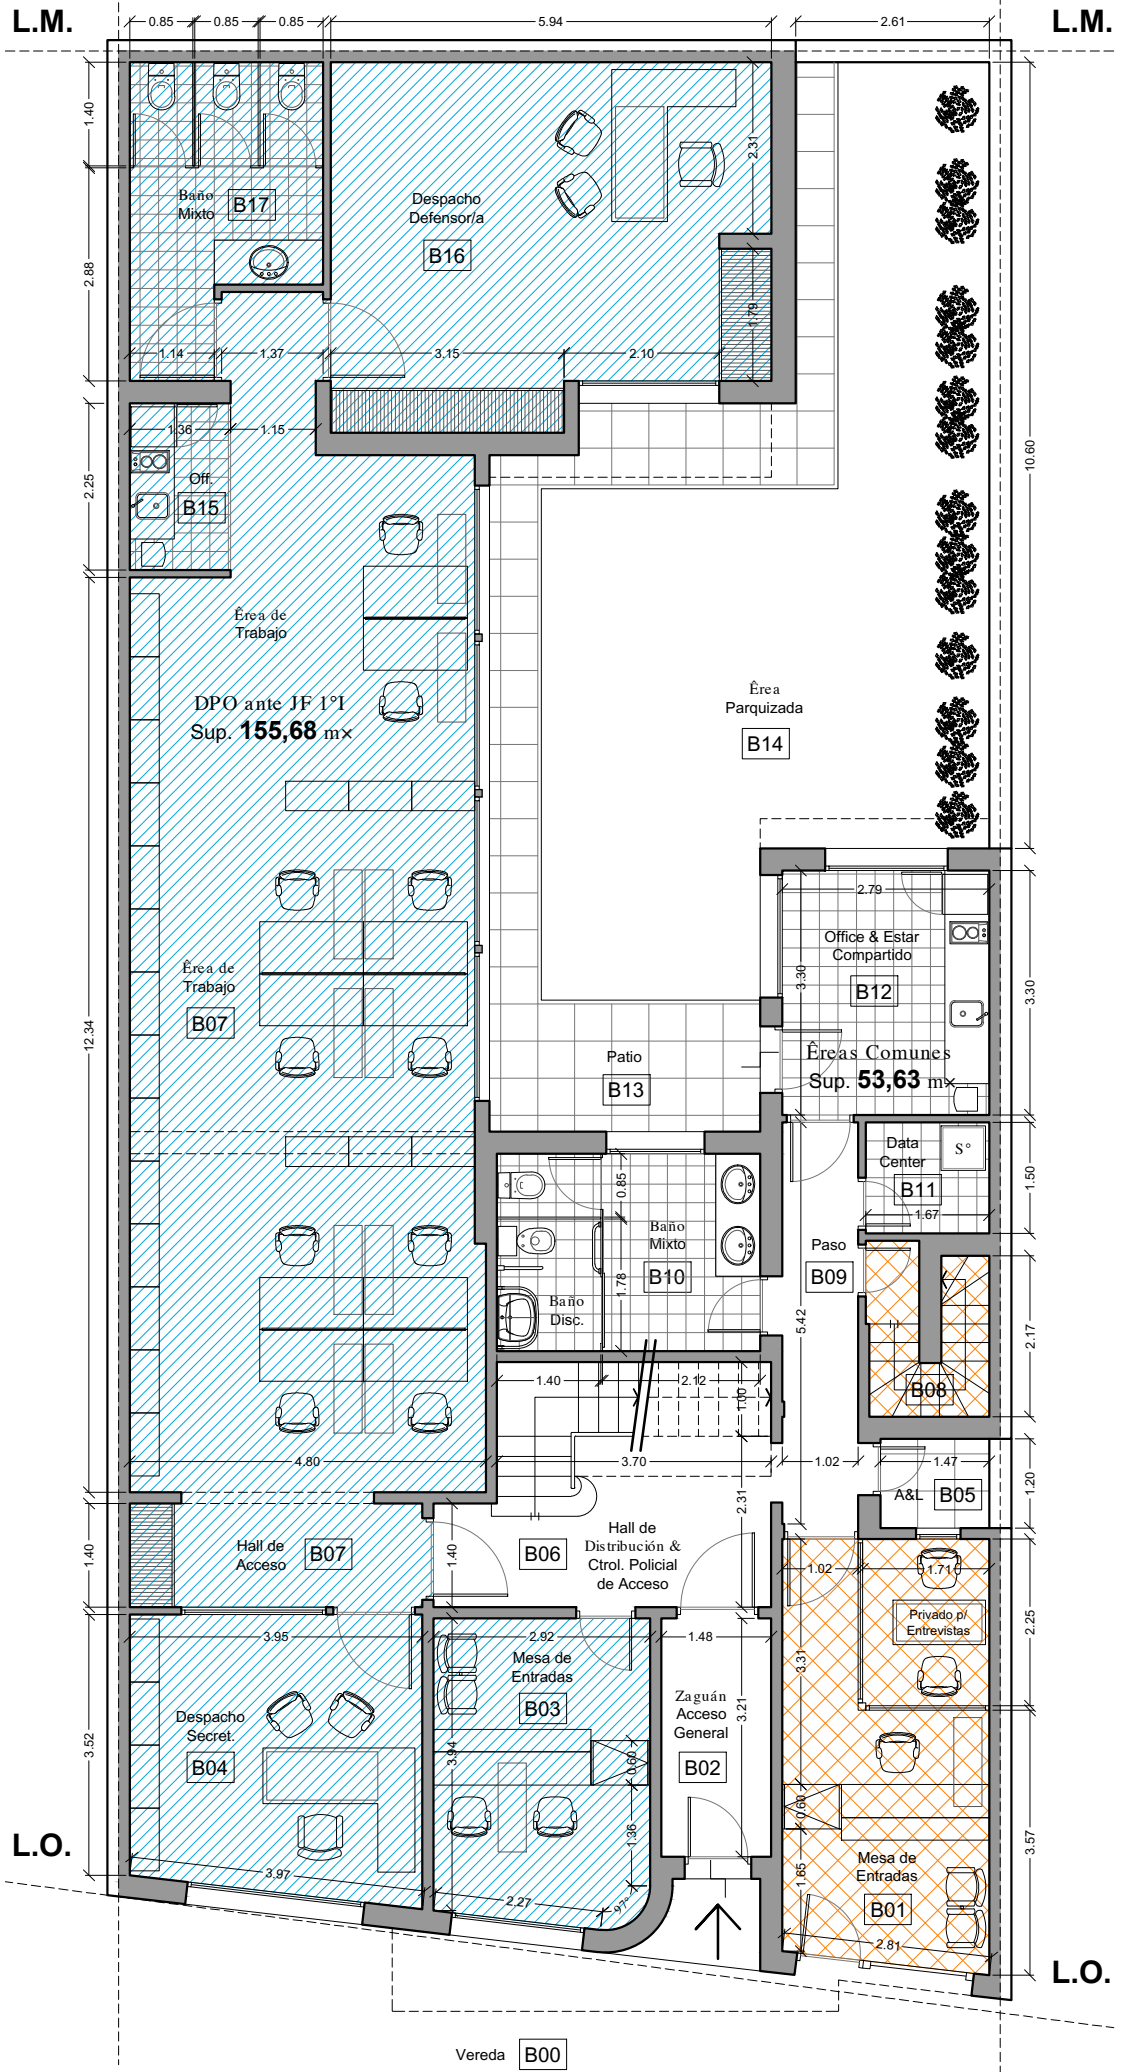 L.M.
0.85
0.85
0.85
5.94
2.61
L.M.
1.40
2.31
Baño
Mixto
B17
Despacho
Defensor/a
B16
2.88
1.79
1.14
1.37
3.15
2.10
1.36
1.15
10.60
2.25
Off.
B15
Êrea de
Trabajo
DPO ante JF 1°I
Sup. 155,68 m×
Êrea
Parquizada
B14
2.79
Office & Estar
Compartido
B12
3.30
3.30
Êrea de
Trabajo
B07
12.34
Êreas Comunes
Sup. 53,63 m×
Patio
B13
Data
Center
S°
B11
1.67
1.50
0.85
Baño
Mixto
B10
1.78
Baño
Disc.
Paso
B09
5.42
2.17
B08
1.40
2.12
1.00
4.80
3.70
1.02
1.47
2.31
A&L
B05
1.20
1.40
Hall de
Acceso
B07
1.40
B06
Hall de
Distribución &
Ctrol. Policial
de Acceso
1.02
1.71
Privado p/
Entrevistas
2.25
3.95
2.92
1.48
3.31
Mesa de
Entradas
B03
3.21
Zaguán
Acceso
General
B02
Despacho
Secret.
B04
3.52
3.94
0.60
0.60
1.36
3.57
L.O.
1.65
Mesa de
Entradas
B01
3.97
2.27
97°
2.81
L.O.
Vereda
B00